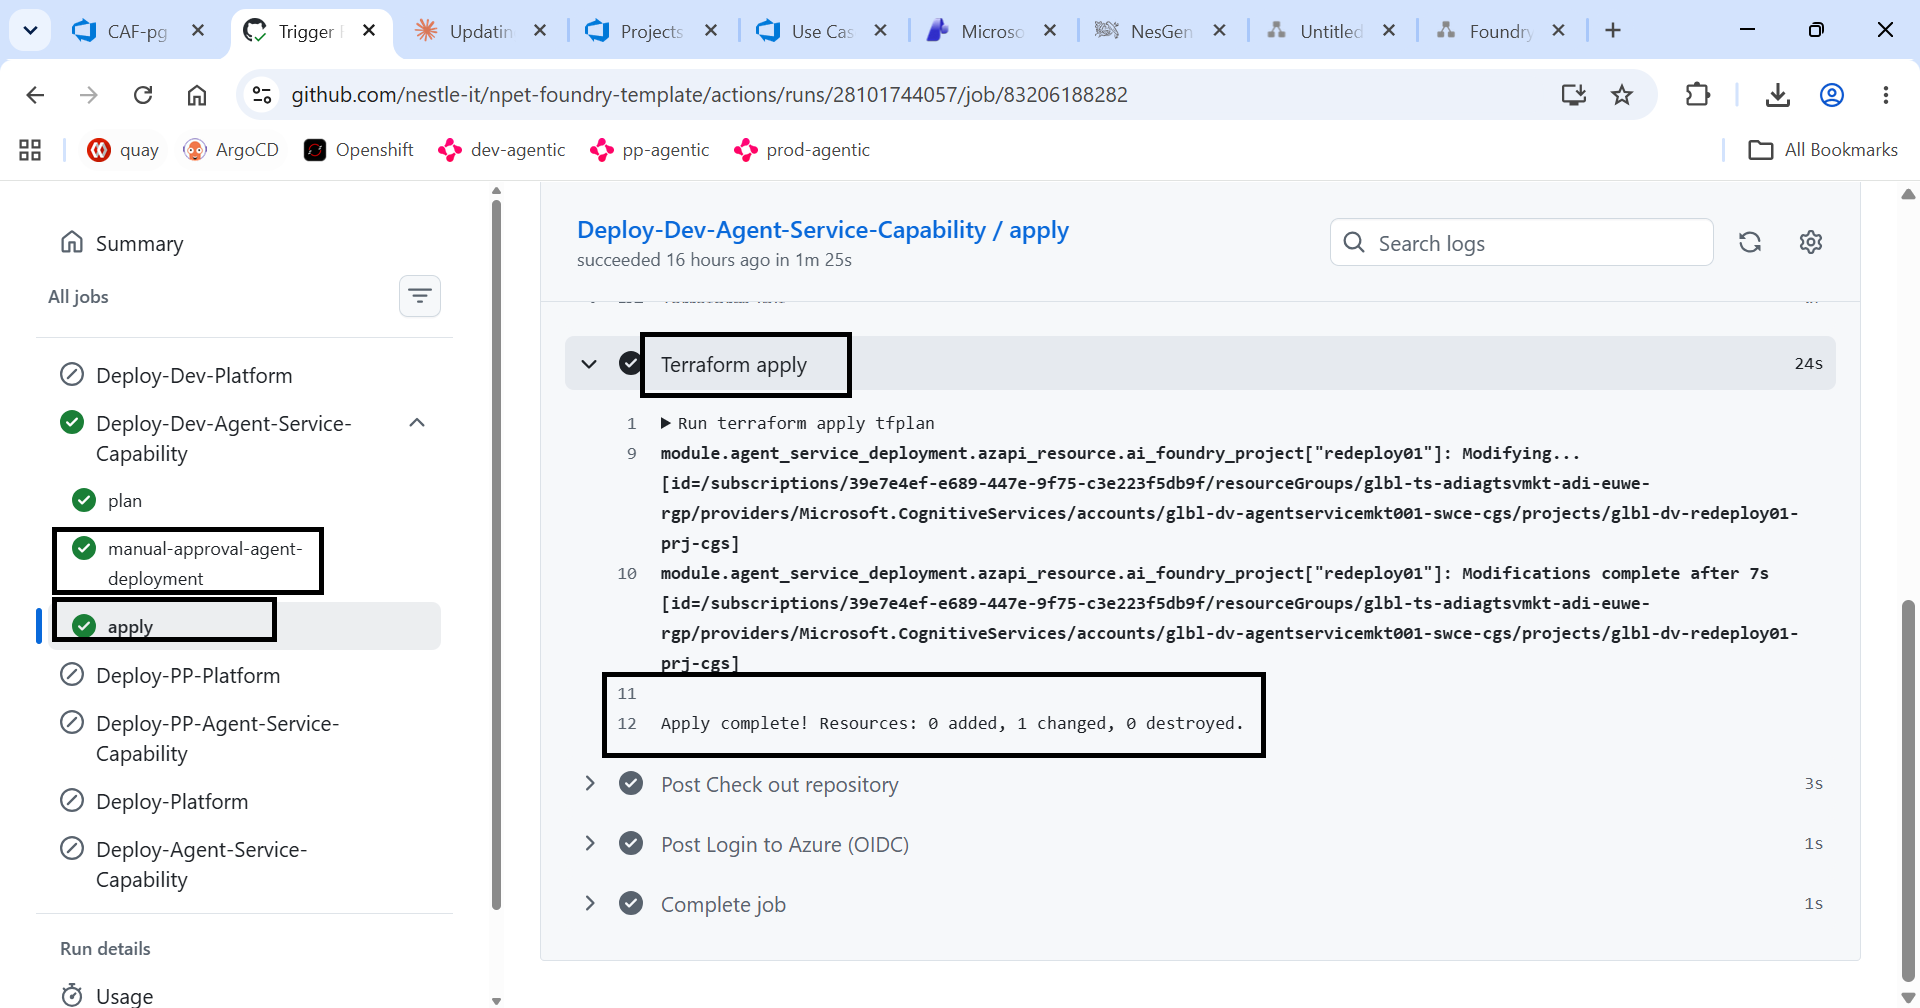 CAF-pg
Trigger
Updatin
Projects
Use Cas
Microso
NesGen
Untitled
Foundry
github.com/nestle-it/npet-foundry-template/actions/runs/28101744057/job/83206188282
quay
ArgoCD
Openshift
dev-agentic
pp-agentic
prod-agentic
All Bookmarks
Summary
All jobs
Deploy-Dev-Platform
Deploy-Dev-Agent-Service-
Capability
plan
manual-approval-agent-
deployment
apply
Deploy-PP-Platform
Deploy-PP-Agent-Service-
Capability
Deploy-Platform
Deploy-Agent-Service-
Capability
Run details
Usage
Deploy-Dev-Agent-Service-Capability / apply
succeeded 16 hours ago in 1m 25s
Search logs
Terraform apply
24s
1 Run terraform apply tfplan
9 module.agent_service_deployment.azapi_resource.ai_foundry_project["redeploy01"]: Modifying...
[id=/subscriptions/39e7e4ef-e689-447e-9f75-c3e223f5db9f/resourceGroups/glbl-ts-adiagtsvmkt-adi-euwe-
rgp/providers/Microsoft.CognitiveServices/accounts/glbl-dv-agentservicemkt001-swce-cgs/projects/glbl-dv-redeploy01-
prj-cgs]
10 module.agent_service_deployment.azapi_resource.ai_foundry_project["redeploy01"]: Modifications complete after 7s
[id=/subscriptions/39e7e4ef-e689-447e-9f75-c3e223f5db9f/resourceGroups/glbl-ts-adiagtsvmkt-adi-euwe-
rgp/providers/Microsoft.CognitiveServices/accounts/glbl-dv-agentservicemkt001-swce-cgs/projects/glbl-dv-redeploy01-
prj-cgs]
11
12 Apply complete! Resources: 0 added, 1 changed, 0 destroyed.
Post Check out repository
3s
Post Login to Azure (OIDC)
1s
Complete job
1s